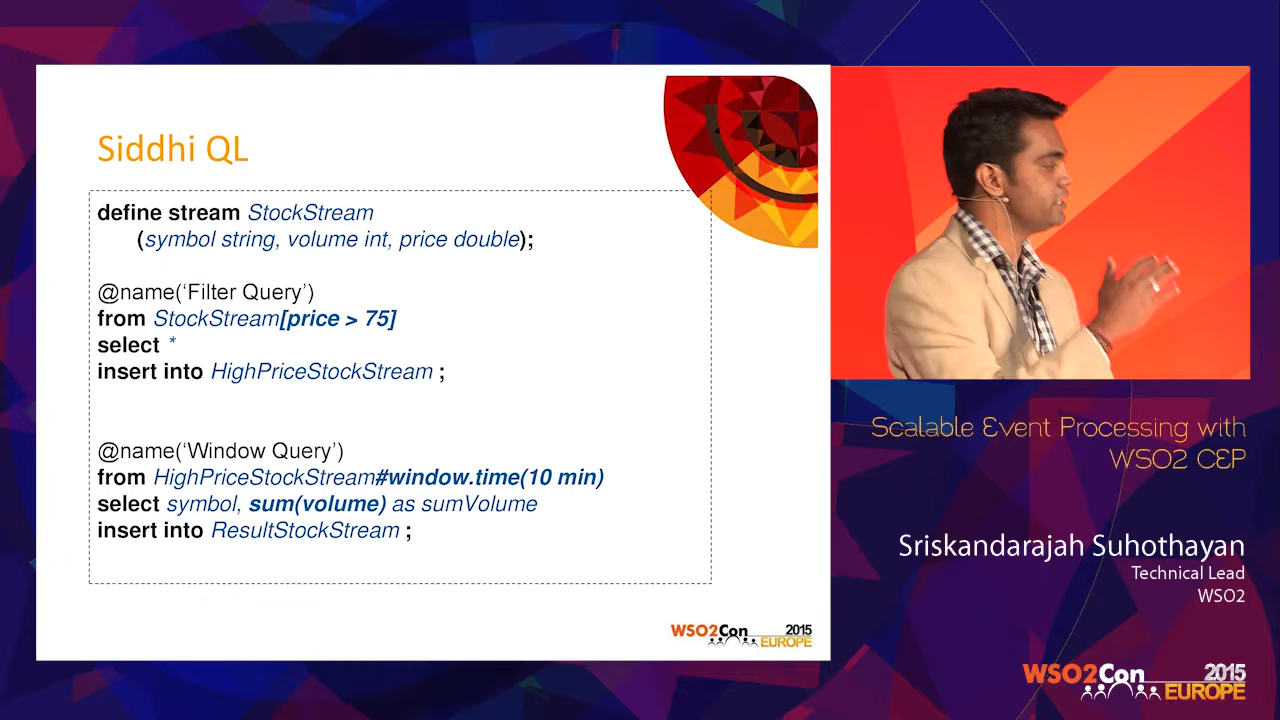 Siddhi QL
define stream StockStream
(symbol string, volume int, price double);
@name(‘Filter Query’)
from StockStream[price > 75]
select *
insert into HighPriceStockStream ;
@name(‘Window Query’)
from HighPriceStockStream#window.time(10 min)
select symbol, sum(volume) as sumVolume
insert into ResultStockStream ;
WSO2Con 2015
EUROPE
Scalable Event Processing with
WSO2 CEP
Sriskandarajah Suhothayan
Technical Lead
WSO2
WSO2Con 2015
EUROPE